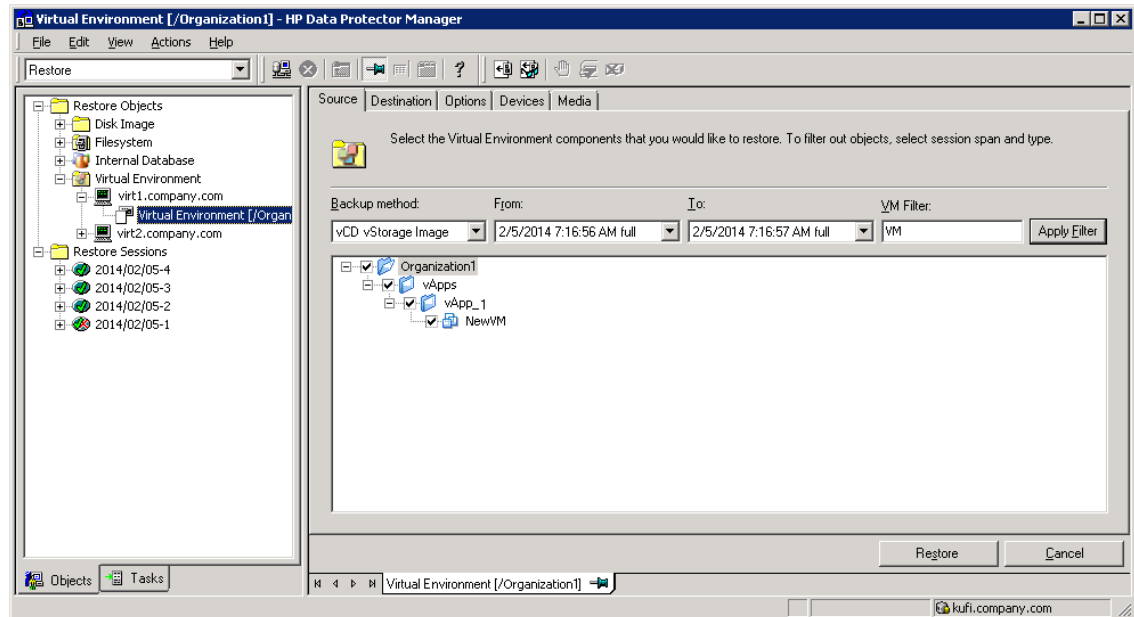 Virtual Environment [/Organization1] - HP Data Protector Manager
File Edit View Actions Help
Restore
Restore Objects
Disk Image
Filesystem
Internal Database
Virtual Environment
virt1.company.com
Virtual Environment [/Organ
virt2.company.com
Restore Sessions
2014/02/05-4
2014/02/05-3
2014/02/05-2
2014/02/05-1
Objects Tasks
Source Destination Options Devices Media
Select the Virtual Environment components that you would like to restore. To filter out objects, select session span and type.
Backup method: From: To: VM Filter:
vCD vStorage Image 2/5/2014 7:16:56 AM full 2/5/2014 7:16:57 AM full VM Apply Filter
Organization1
vApps
vApp_1
NewVM
Restore Cancel
Virtual Environment [/Organization1]
kufi.company.com